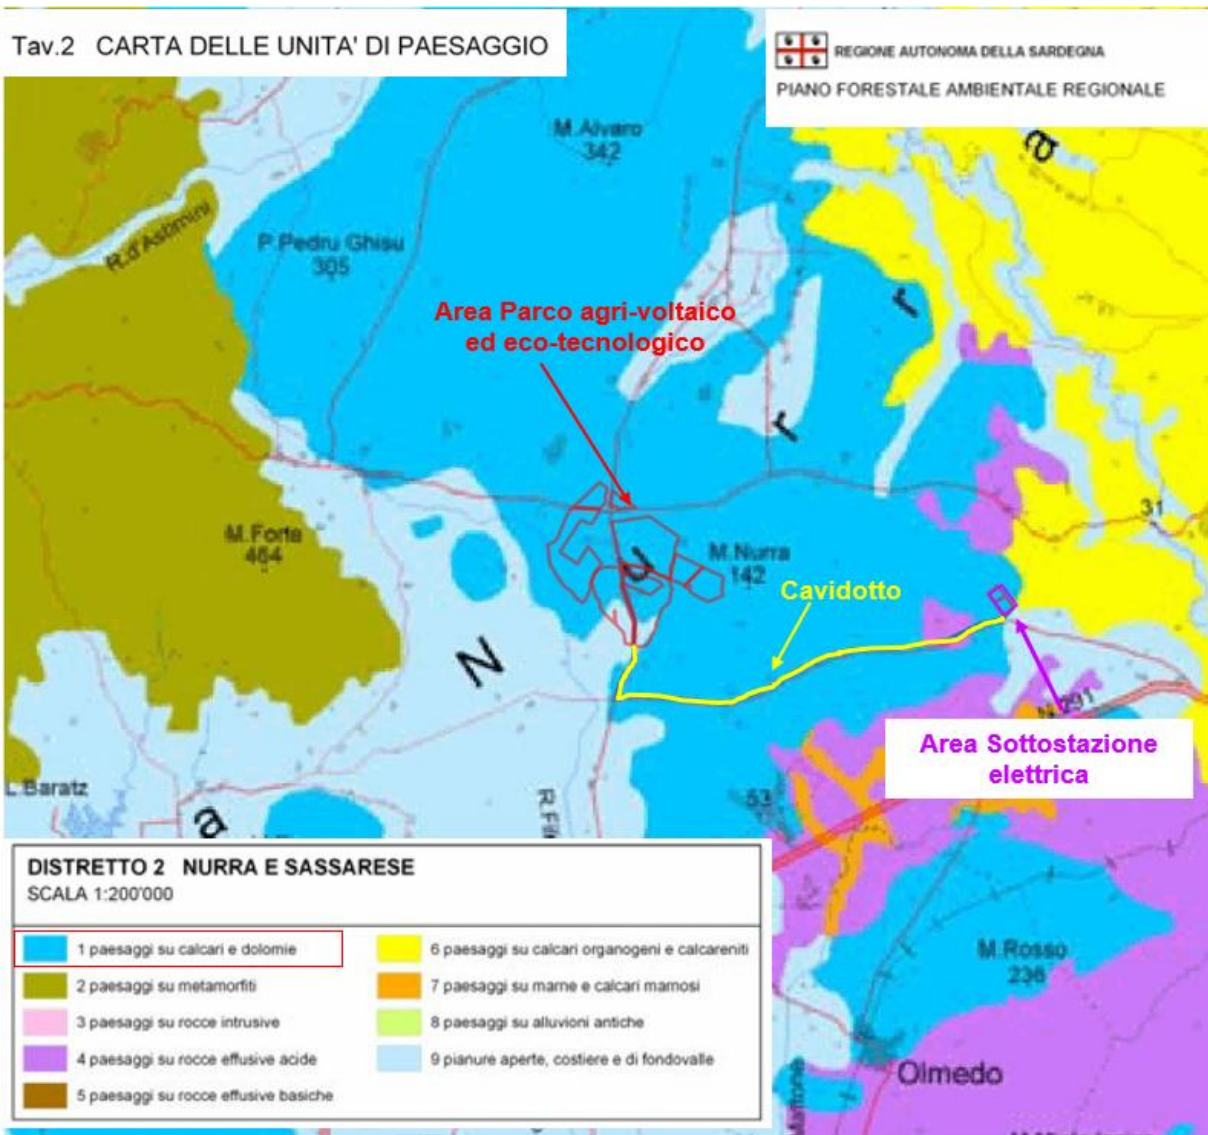 Tav.2 CARTA DELLE UNITA' DI PAESAGGIO
REGIONE AUTONOMA DELLA SARDEGNA
PIANO FORESTALE AMBIENTALE REGIONALE
M.Alvaro
342
a
R.d'Astimini
P.Pedru Ghisu
305
r
Area Parco agri-voltaico
ed eco-tecnologico
r
31
M.Forte
464
u
M.Nurra
142
Cavidotto
N
N 291
Area Sottostazione
elettrica
L.Baratz
a
53
DISTRETTO 2 NURRA E SASSARESE
SCALA 1:200'000
1 paesaggi su calcari e dolomie
2 paesaggi su metamorfiti
3 paesaggi su rocce intrusive
4 paesaggi su rocce effusive acide
5 paesaggi su rocce effusive basiche
6 paesaggi su calcari organogeni e calcareniti
7 paesaggi su marne e calcari marnosi
8 paesaggi su alluvioni antiche
9 pianure aperte, costiere e di fondovalle
M.Rosso
236
Olmedo